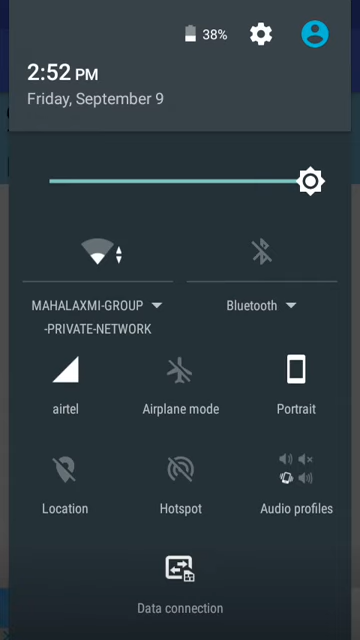 38%
2:52 PM
Friday, September 9
MAHALAXMI-GROUP
-PRIVATE-NETWORK
Bluetooth
airtel
Airplane mode
Portrait
Location
Hotspot
Audio profiles
Data connection